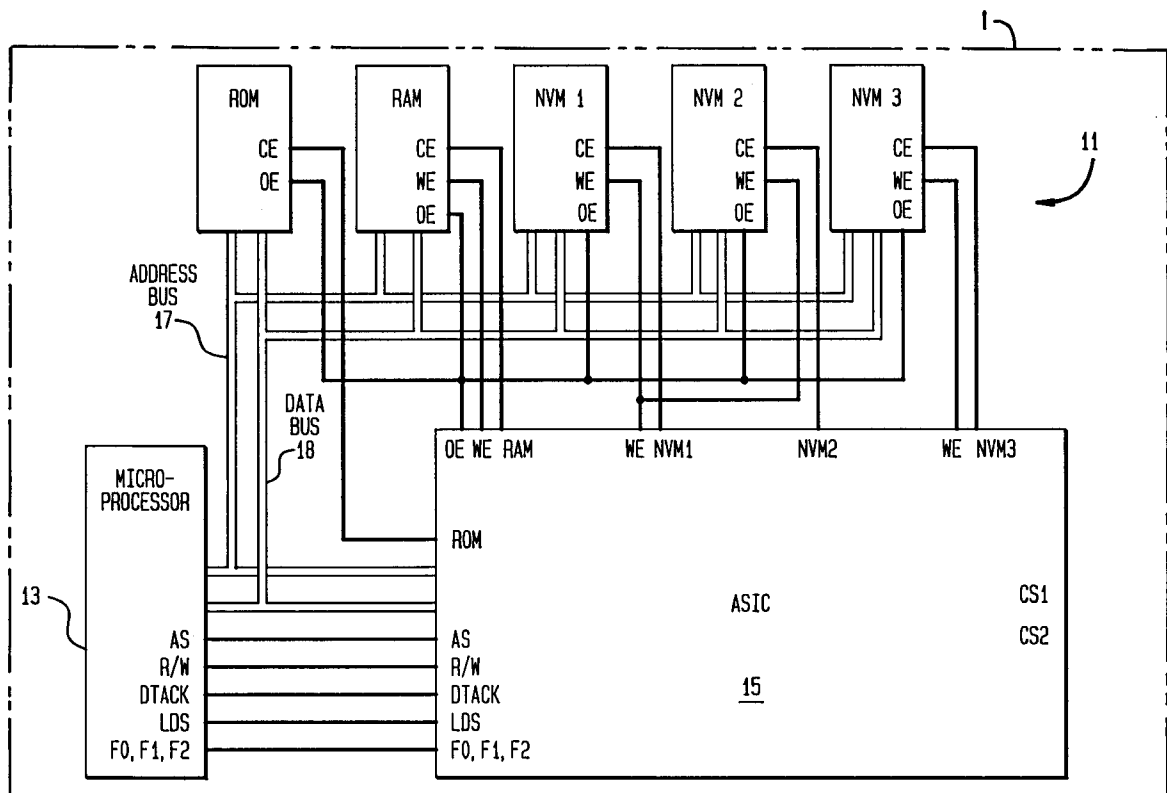 1
ROM
CE
OE
RAM
CE
WE
OE
NVM 1
CE
WE
OE
NVM 2
CE
WE
OE
NVM 3
CE
WE
OE
11
ADDRESS
BUS
17
DATA
BUS
18
MICRO-
PROCESSOR
13
AS
R/W
DTACK
LDS
F0, F1, F2
OE WE RAM
WE NVM1
NVM2
WE NVM3
ROM
ASIC
15
CS1
CS2
AS
R/W
DTACK
LDS
F0, F1, F2